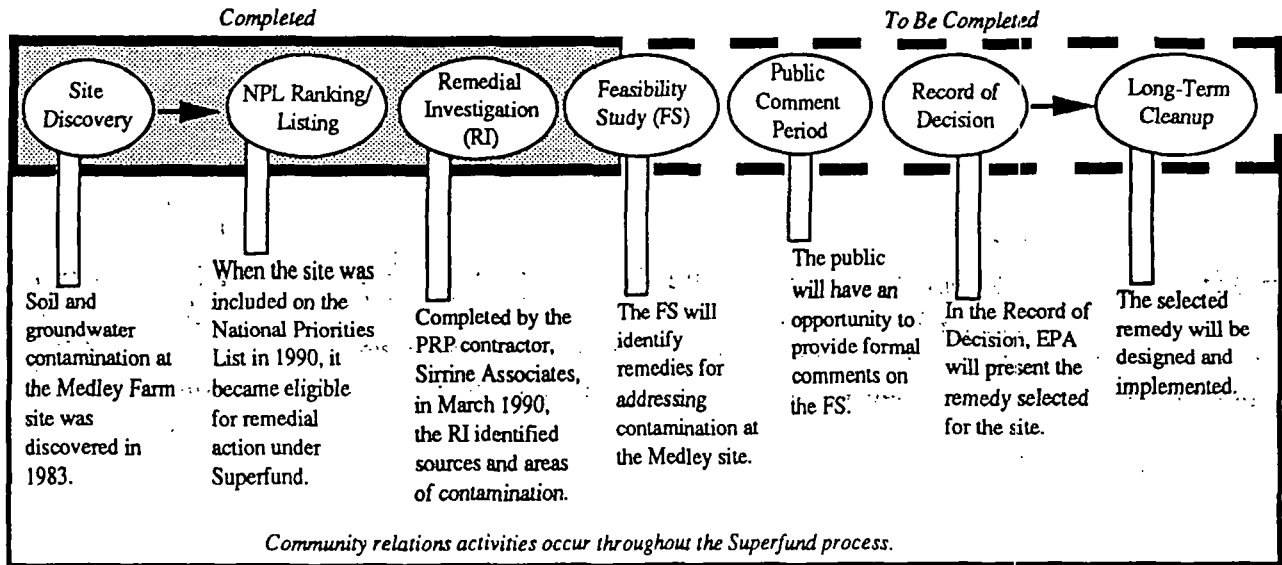 Completed
To Be Completed
Site
Discovery
NPL Ranking/
Listing
Remedial
Investigation
(RI)
Feasibility
Study (FS)
Public
Comment
Period
Record of
Decision
Long-Term
Cleanup
Soil and
groundwater
contamination at
the Medley Farm
site was
discovered in
1983.
When the site was
included on the
National Priorities
List in 1990, it
became eligible
for remedial
action under
Superfund.
Completed by the
PRP contractor,
Sirrine Associates,
in March 1990,
the RI identified
sources and areas
of contamination.
The FS will
identify
remedies for
addressing
contamination at
the Medley site.
The public
will have an
opportunity to
provide formal
comments on
the FS.
In the Record of
Decision, EPA
will present the
remedy selected
for the site.
The selected
remedy will be
designed and
implemented.
Community relations activities occur throughout the Superfund process.